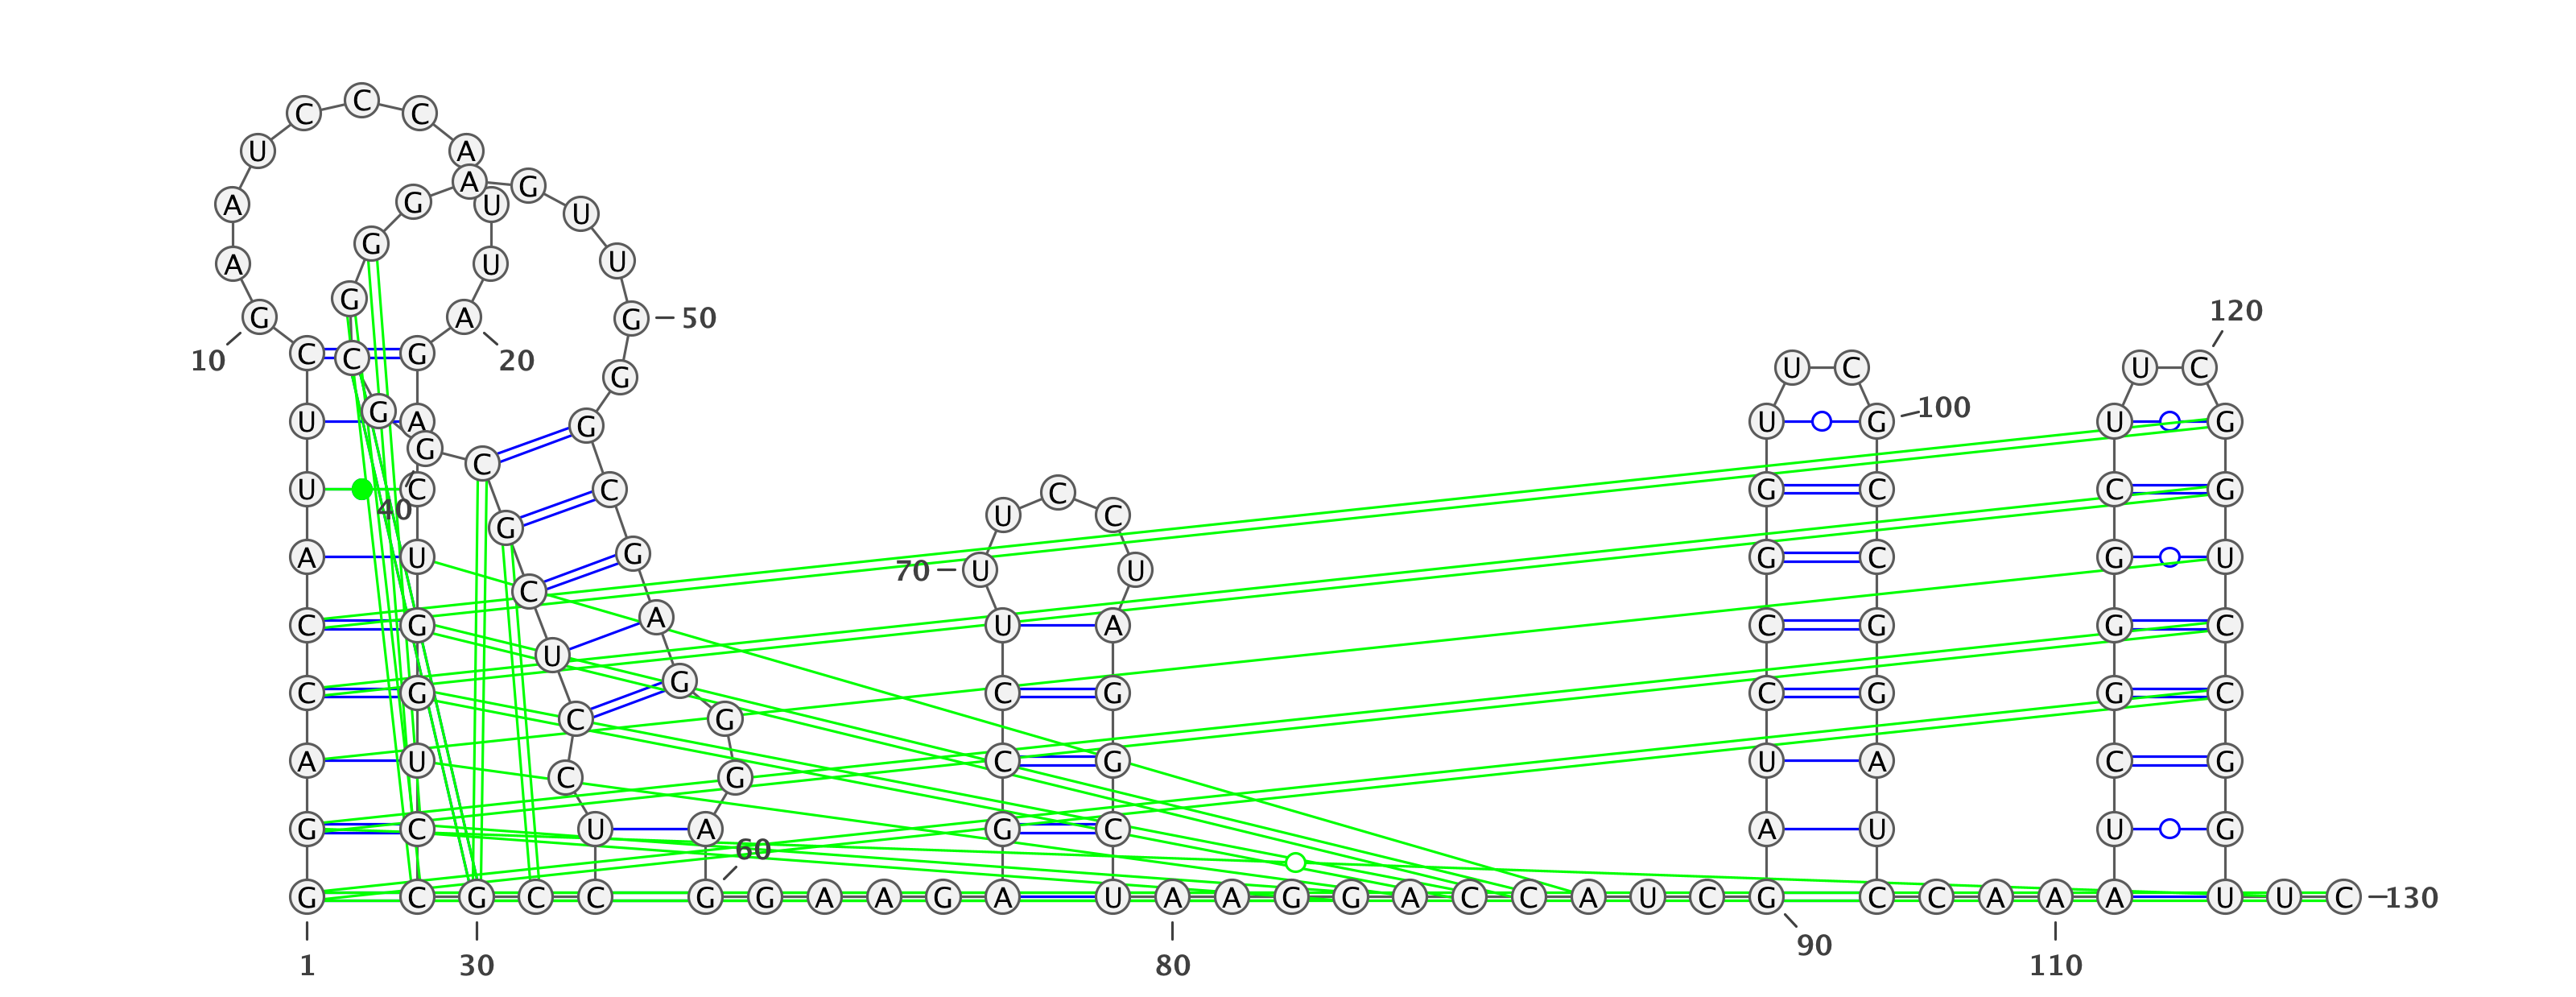 C C C
U A
A G
A G U U
G
A U U
G
G A G 50 120
10 C C G 20 U C U C
G
U G A G U G 100 U G
G C
U C C C G C C G
40 U C
G
A U G 70 U U G C G U
C
C G A U A C G G C
U
C G G C G C G G C
C G
A U C G U A C G
C
G C U A G C A U U G
60
G C G C C G G A A G A U A A G G A C C A U C G C C A A A U U C 130
1 30 80 90 110